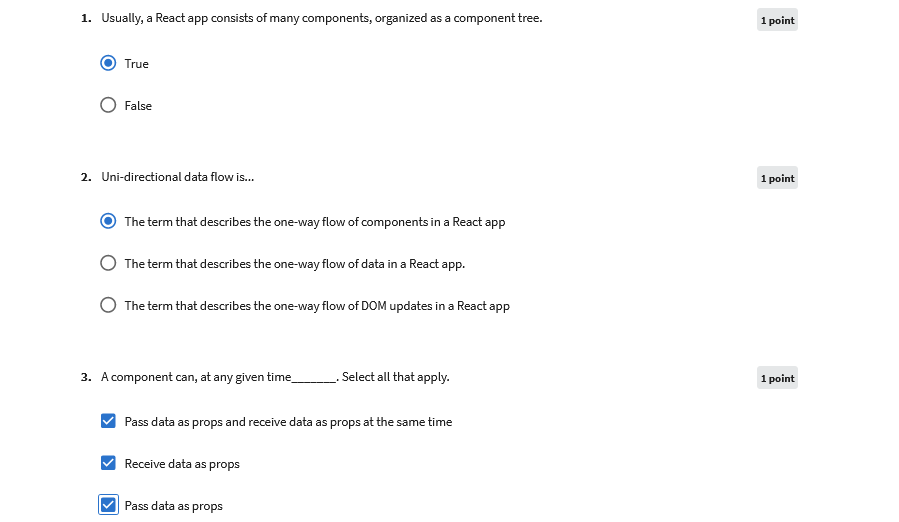 1. Usually, a React app consists of many components, organized as a component tree. 1 point
True
False
2. Uni-directional data flow is... 1 point
The term that describes the one-way flow of components in a React app
The term that describes the one-way flow of data in a React app.
The term that describes the one-way flow of DOM updates in a React app
3. A component can, at any given time_______. Select all that apply. 1 point
Pass data as props and receive data as props at the same time
Receive data as props
Pass data as props